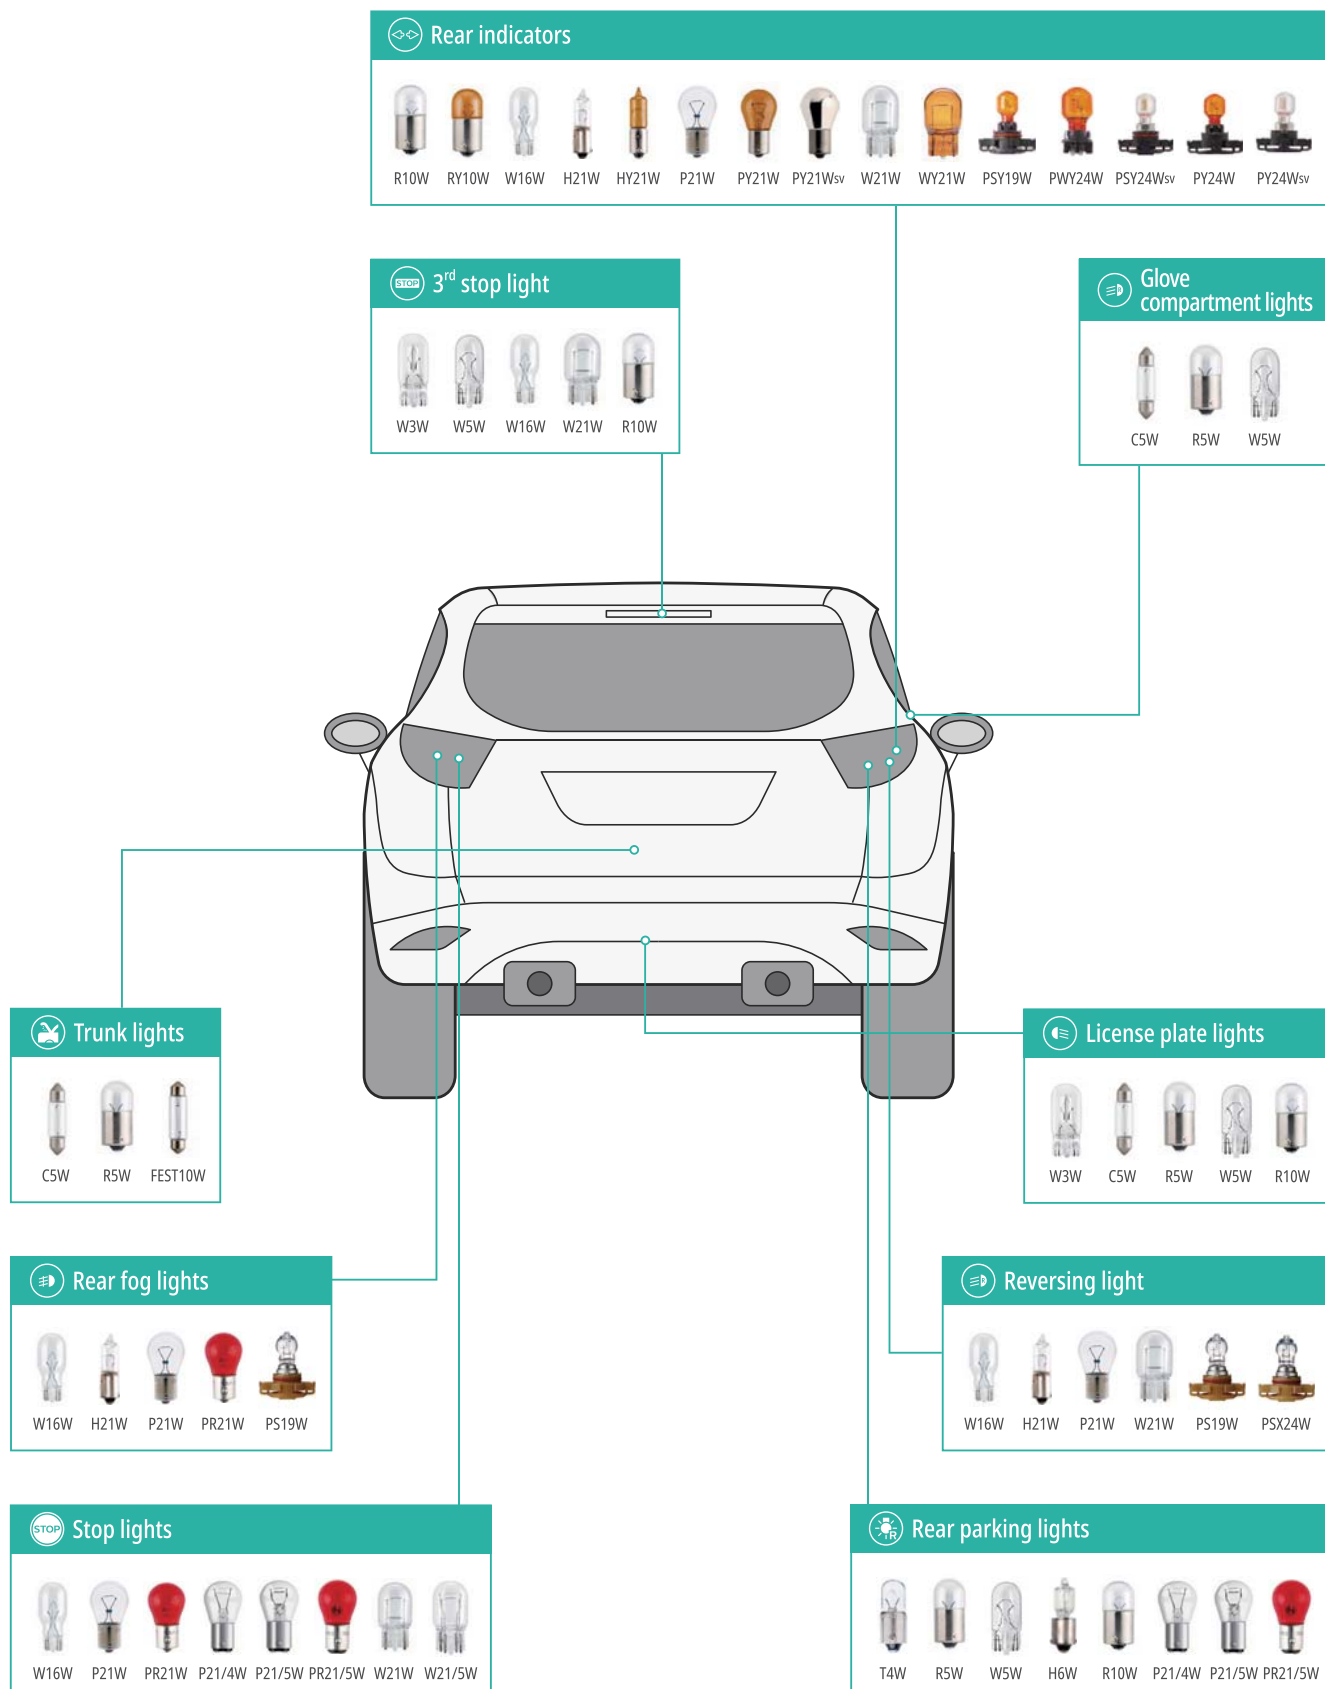 Rear indicators
R10W RY10W W16W H21W HY21W P21W PY21W PY21Wsv W21W WY21W PSY19W PWY24W PSY24Wsv PY24W PY24Wsv
STOP 3rd stop light
W3W W5W W16W W21W R10W
Glove
compartment lights
C5W R5W W5W
Trunk lights
C5W R5W FEST10W
License plate lights
W3W C5W R5W W5W R10W
Rear fog lights
W16W H21W P21W PR21W PS19W
Reversing light
W16W H21W P21W W21W PS19W PSX24W
STOP Stop lights
W16W P21W PR21W P21/4W P21/5W PR21/5W W21W W21/5W
R Rear parking lights
T4W R5W W5W H6W R10W P21/4W P21/5W PR21/5W